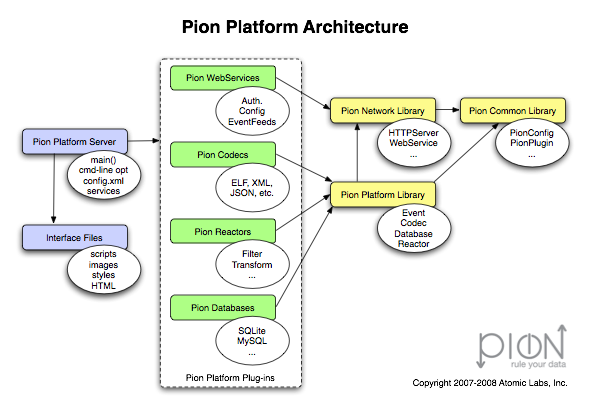 Pion Platform Architecture
Pion Platform Server
main()
cmd-line opt
config.xml
services
Interface Files
scripts
images
styles
HTML
Pion WebServices
Auth.
Config
EventFeeds
Pion Codecs
ELF, XML,
JSON, etc.
Pion Reactors
Filter
Transform
...
Pion Databases
SQLite
MySQL
...
Pion Platform Plug-ins
Pion Network Library
HTTPServer
WebService
...
Pion Common Library
PionConfig
PionPlugin
...
Pion Platform Library
Event
Codec
Database
Reactor
PION
rule your data
Copyright 2007-2008 Atomic Labs, Inc.